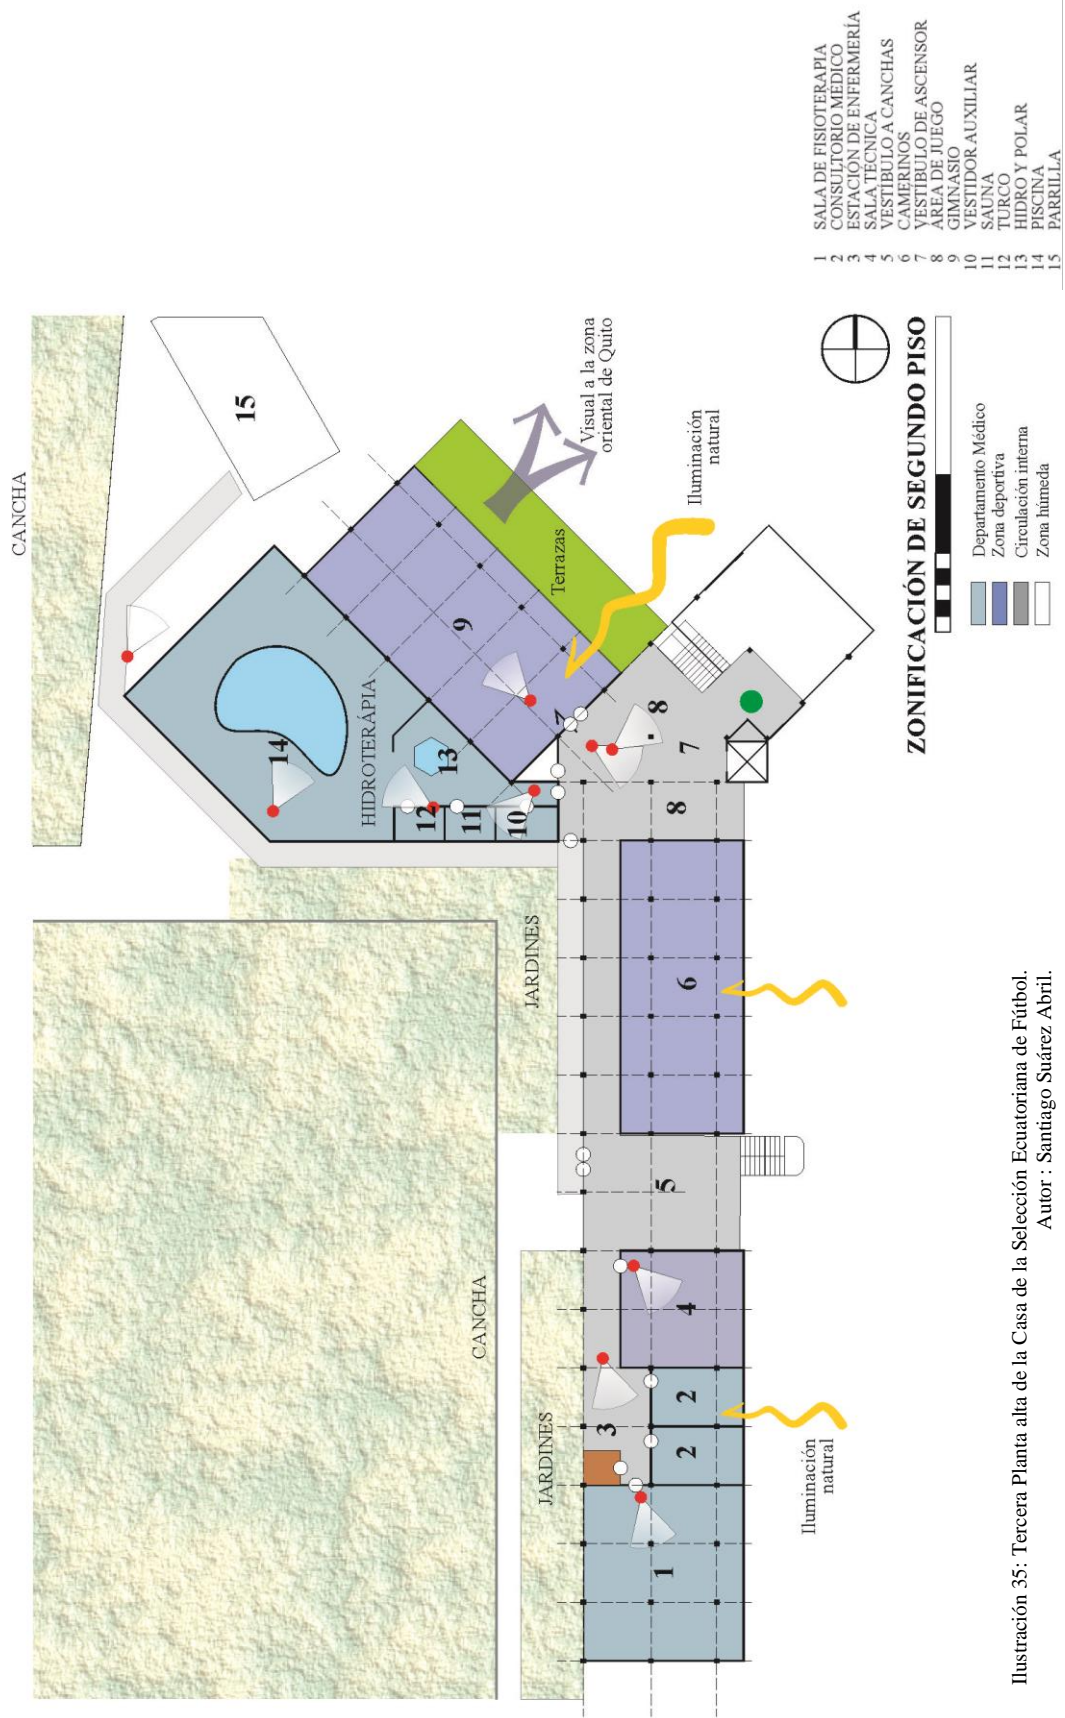 CANCHA
15
14
HIDROTERÁPIA
13
12
11
10
9
Terrazas
Visual a la zona
oriental de Quito
Iluminación
natural
7
8
7
8
JARDINES
6
5
CANCHA
JARDINES
4
3
2
2
1
Iluminación
natural
1 SALA DE FISIOTERAPIA
2 CONSULTORIO MÉDICO
3 ESTACIÓN DE ENFERMERÍA
4 SALA TÉCNICA
5 VESTÍBULO A CANCHAS
6 CAMERINOS
7 VESTÍBULO DE ASCENSOR
8 AREA DE JUEGO
9 GIMNASIO
10 VESTIDOR AUXILIAR
11 SAUNA
12 TURCO
13 HIDRO Y POLAR
14 PISCINA
15 PARRILLA
ZONIFICACIÓN DE SEGUNDO PISO
Departamento Médico
Zona deportiva
Circulación interna
Zona húmeda
Ilustración 35: Tercera Planta alta de la Casa de la Selección Ecuatoriana de Fútbol.
Autor : Santiago Suárez Abril.